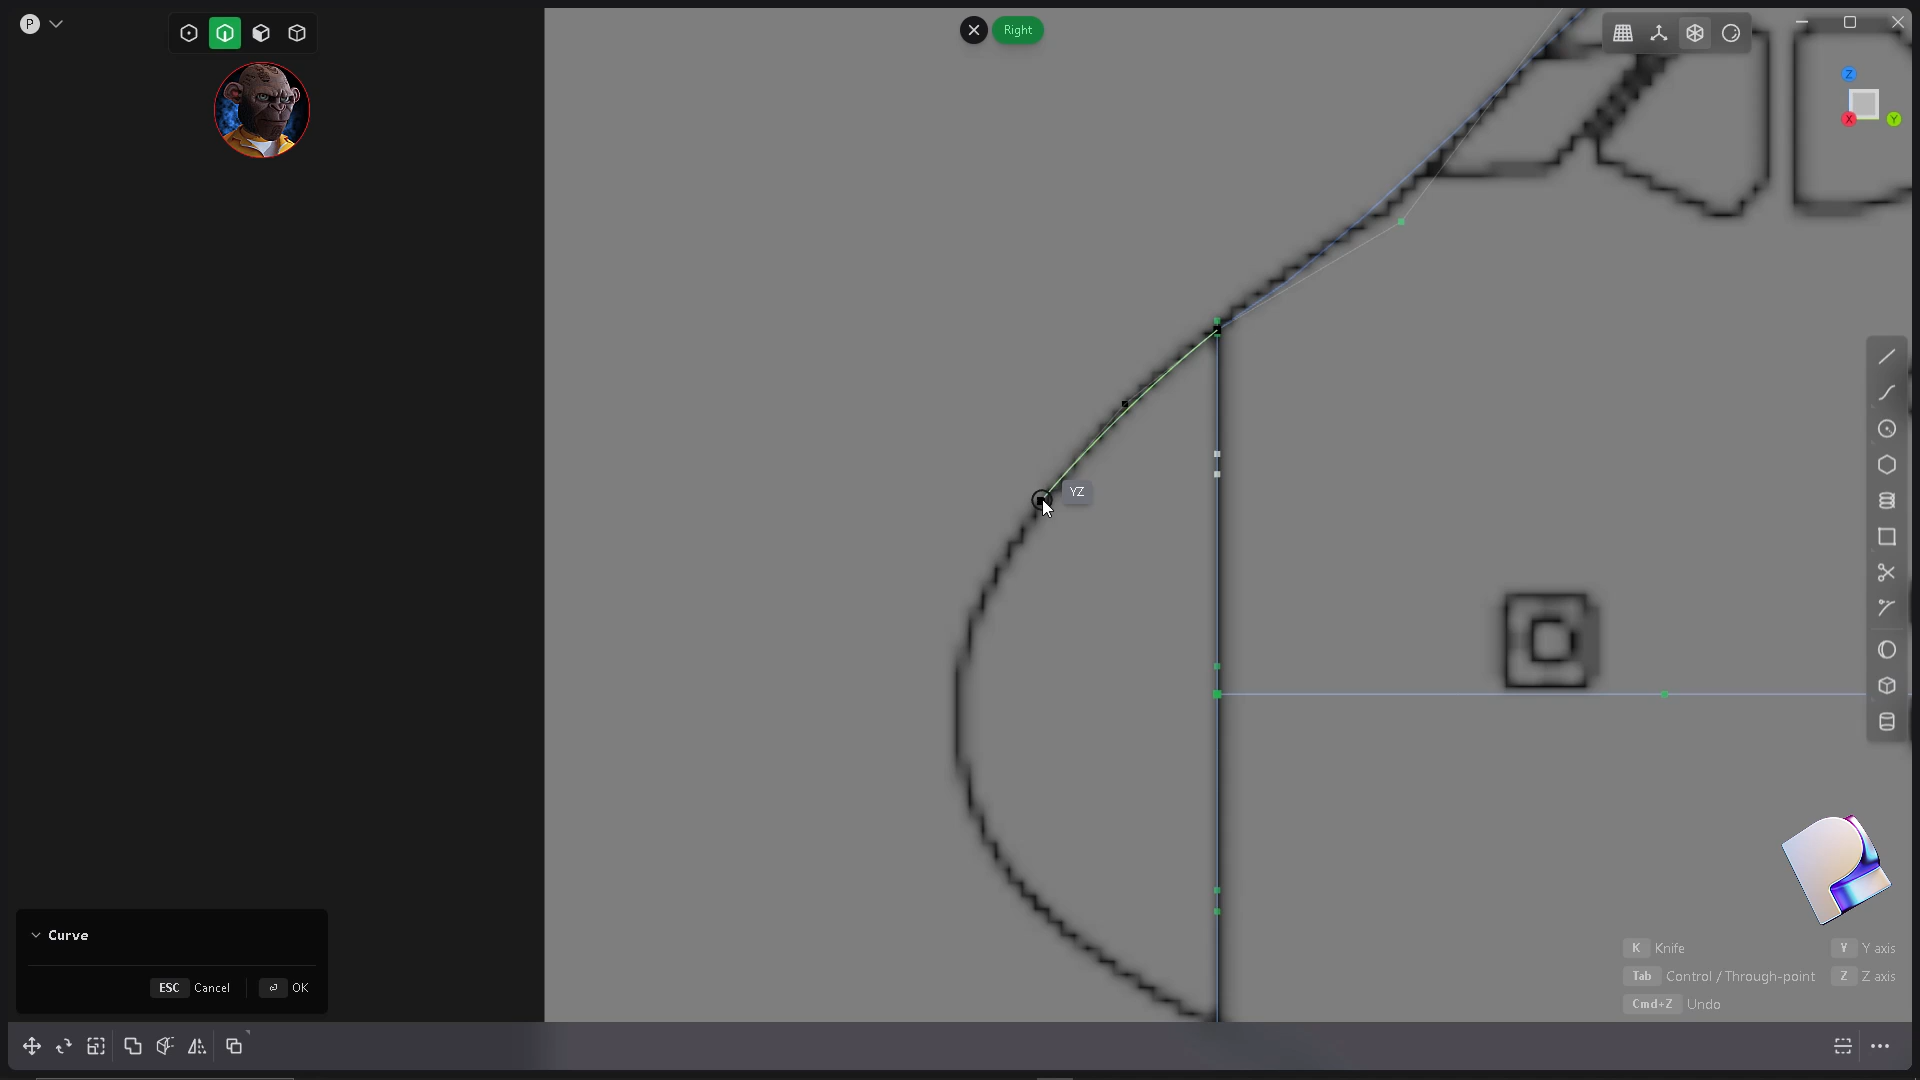 P
Right
Z
X
Y
YZ
Curve
ESC Cancel
OK
K Knife
Y Y axis
Tab Control / Through-point
Z Z axis
Cmd+Z Undo